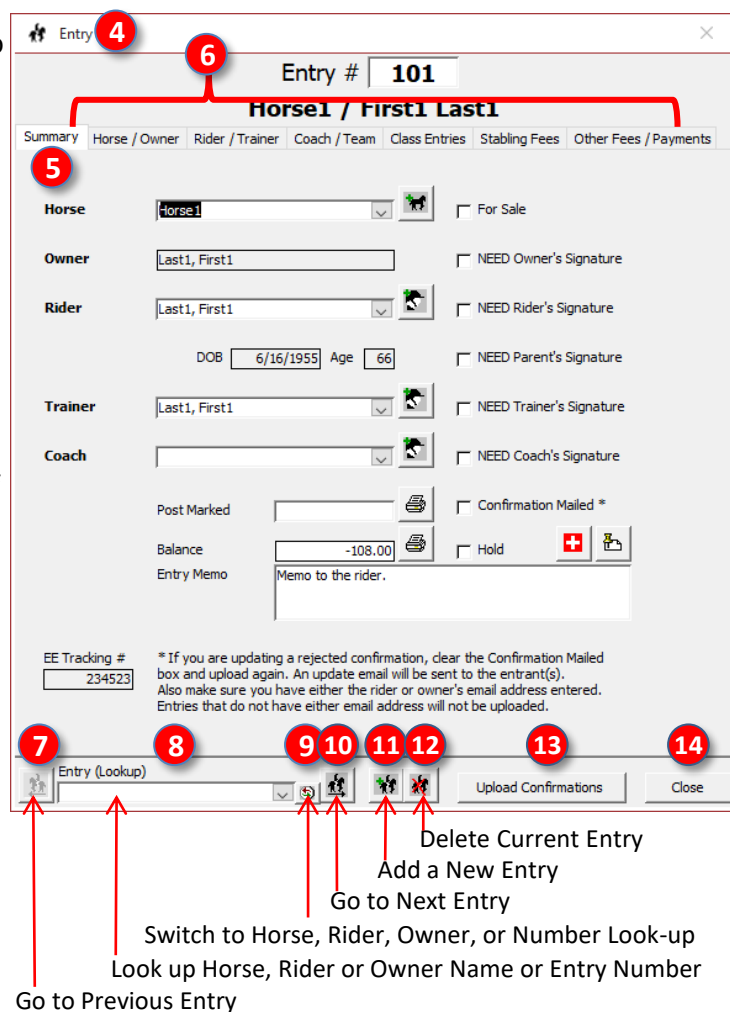 Entry 4
6
Entry # 101
Horse1 / First1 Last1
Summary Horse / Owner Rider / Trainer Coach / Team Class Entries Stabling Fees Other Fees / Payments
5
Horse Horse1 For Sale
Owner Last1, First1 NEED Owner's Signature
Rider Last1, First1 NEED Rider's Signature
DOB 6/16/1955 Age 66 NEED Parent's Signature
Trainer Last1, First1 NEED Trainer's Signature
Coach NEED Coach's Signature
Post Marked Confirmation Mailed *
Balance -108.00 Hold
Entry Memo Memo to the rider.
EE Tracking # * If you are updating a rejected confirmation, clear the Confirmation Mailed
234523 box and upload again. An update email will be sent to the entrant(s).
Also make sure you have either the rider or owner's email address entered.
Entries that do not have either email address will not be uploaded.
7 8 9 10 11 12 13 14
Entry (Lookup)
Upload Confirmations Close
Delete Current Entry
Add a New Entry
Go to Next Entry
Switch to Horse, Rider, Owner, or Number Look-up
Look up Horse, Rider or Owner Name or Entry Number
Go to Previous Entry